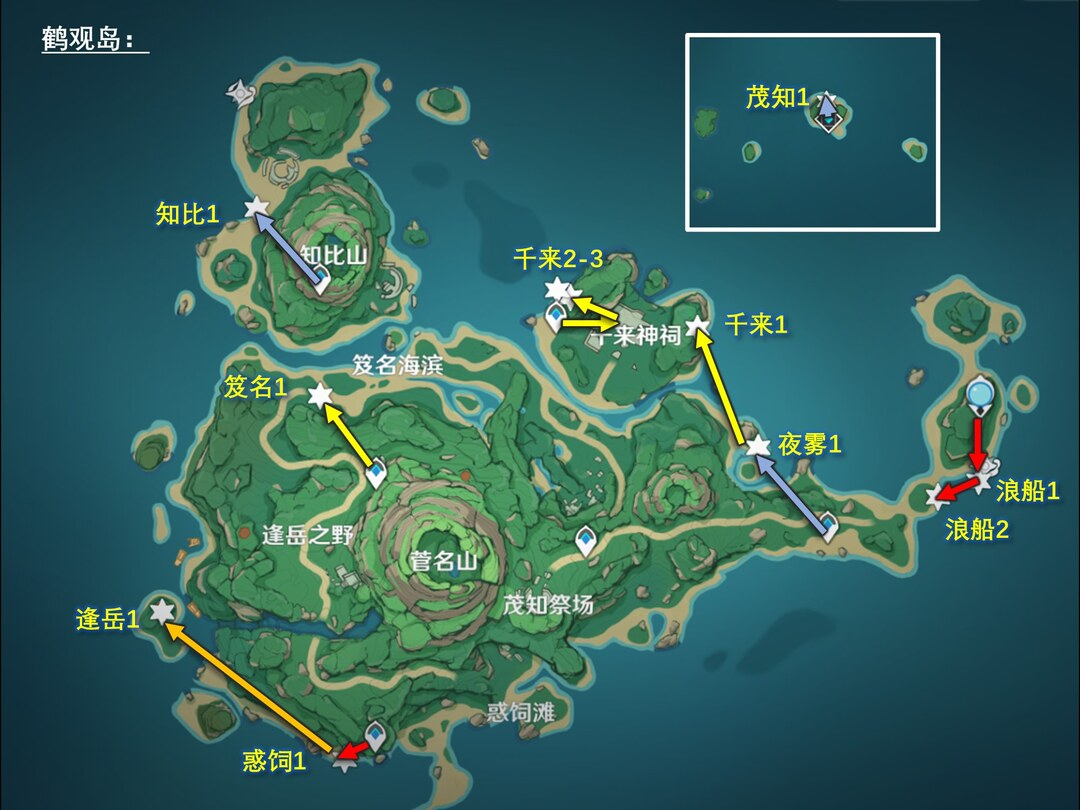 鹤观岛：
茂知1
知比1
知比山
千来2-3
千来神祠
千来1
笈名海滨
笈名1
夜雾1
浪船1
浪船2
逢岳之野
菅名山
茂知祭场
逢岳1
惑饲滩
惑饲1